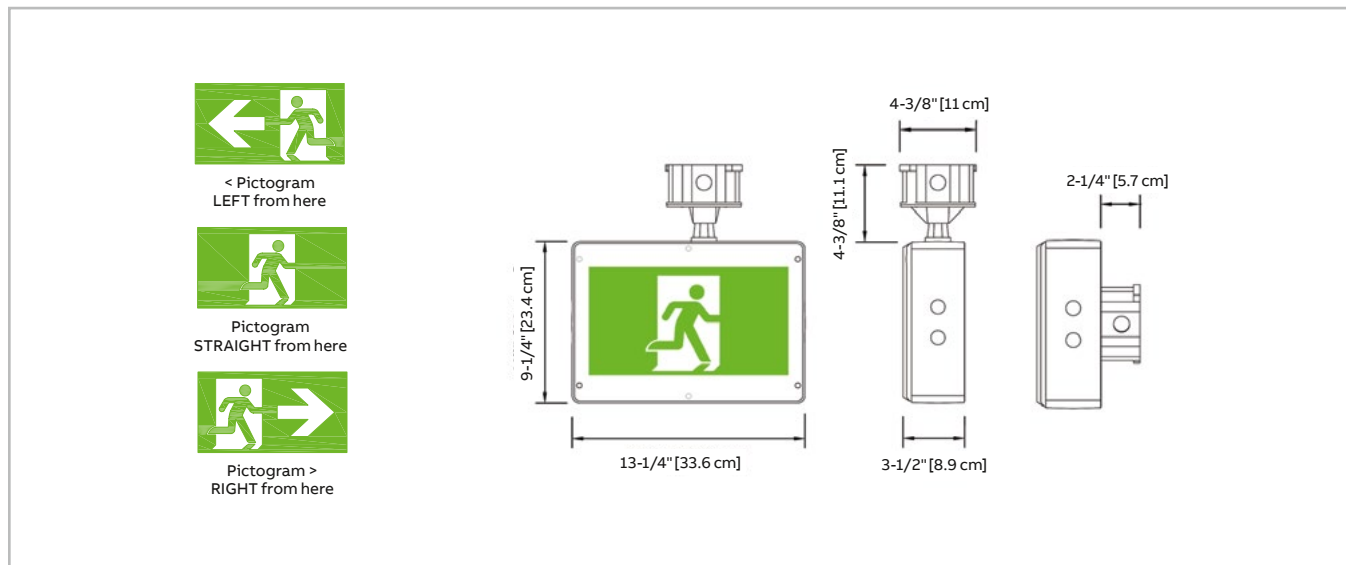 < Pictogram
LEFT from here
Pictogram
STRAIGHT from here
Pictogram >
RIGHT from here
9-1/4" [23.4 cm]
13-1/4" [33.6 cm]
4-3/8" [11 cm]
4-3/8" [11.1 cm]
3-1/2" [8.9 cm]
2-1/4" [5.7 cm]